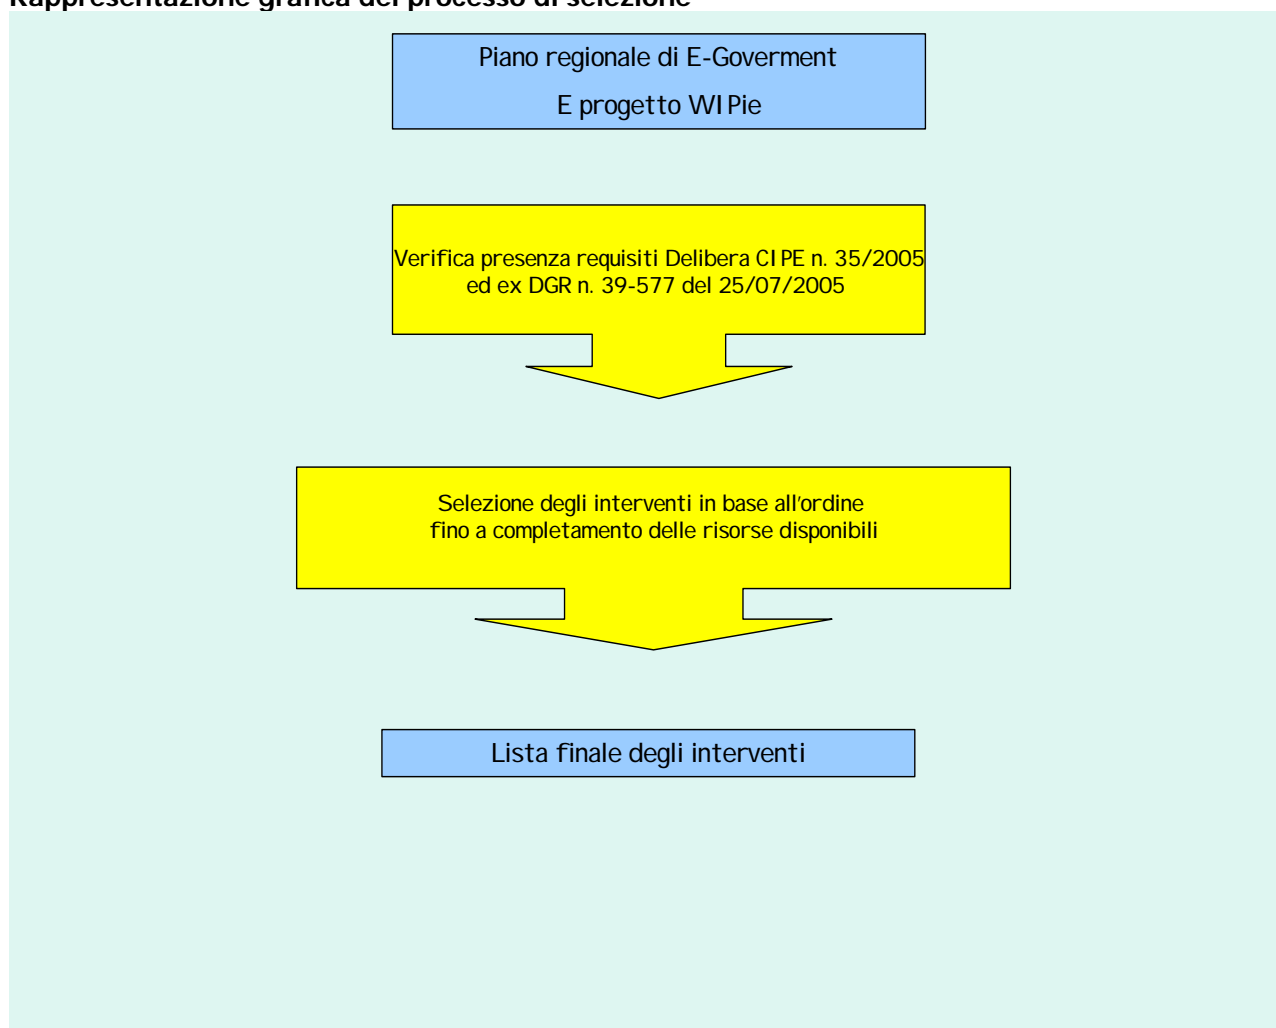 Rappresentazione grafica del processo di selezione
Piano regionale di E-Goverment
E progetto WIPie
Verifica presenza requisiti Delibera CIPE n. 35/2005
ed ex DGR n. 39-577 del 25/07/2005
Selezione degli interventi in base all'ordine
fino a completamento delle risorse disponibili
Lista finale degli interventi